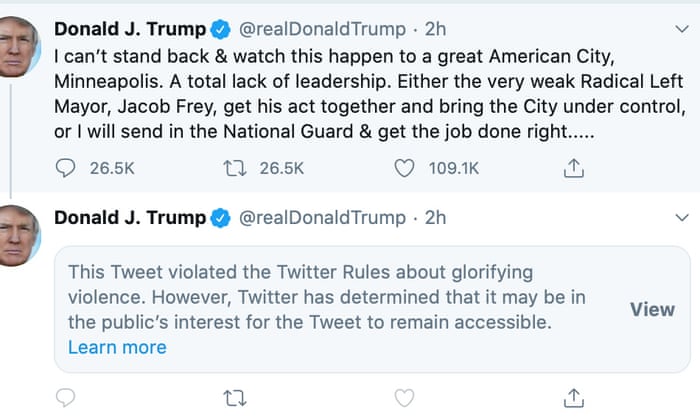 Donald J. Trump @realDonaldTrump · 2h
I can't stand back & watch this happen to a great American City,
Minneapolis. A total lack of leadership. Either the very weak Radical Left
Mayor, Jacob Frey, get his act together and bring the City under control,
or I will send in the National Guard & get the job done right.....
26.5K 26.5K 109.1K
Donald J. Trump @realDonaldTrump · 2h
This Tweet violated the Twitter Rules about glorifying
violence. However, Twitter has determined that it may be in
the public's interest for the Tweet to remain accessible.
Learn more
View